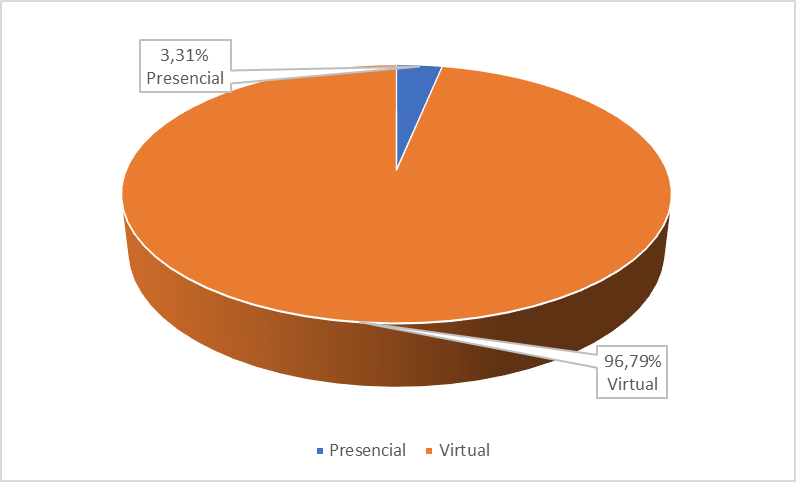 3,31%
Presencial
96,79%
Virtual
Presencial
Virtual